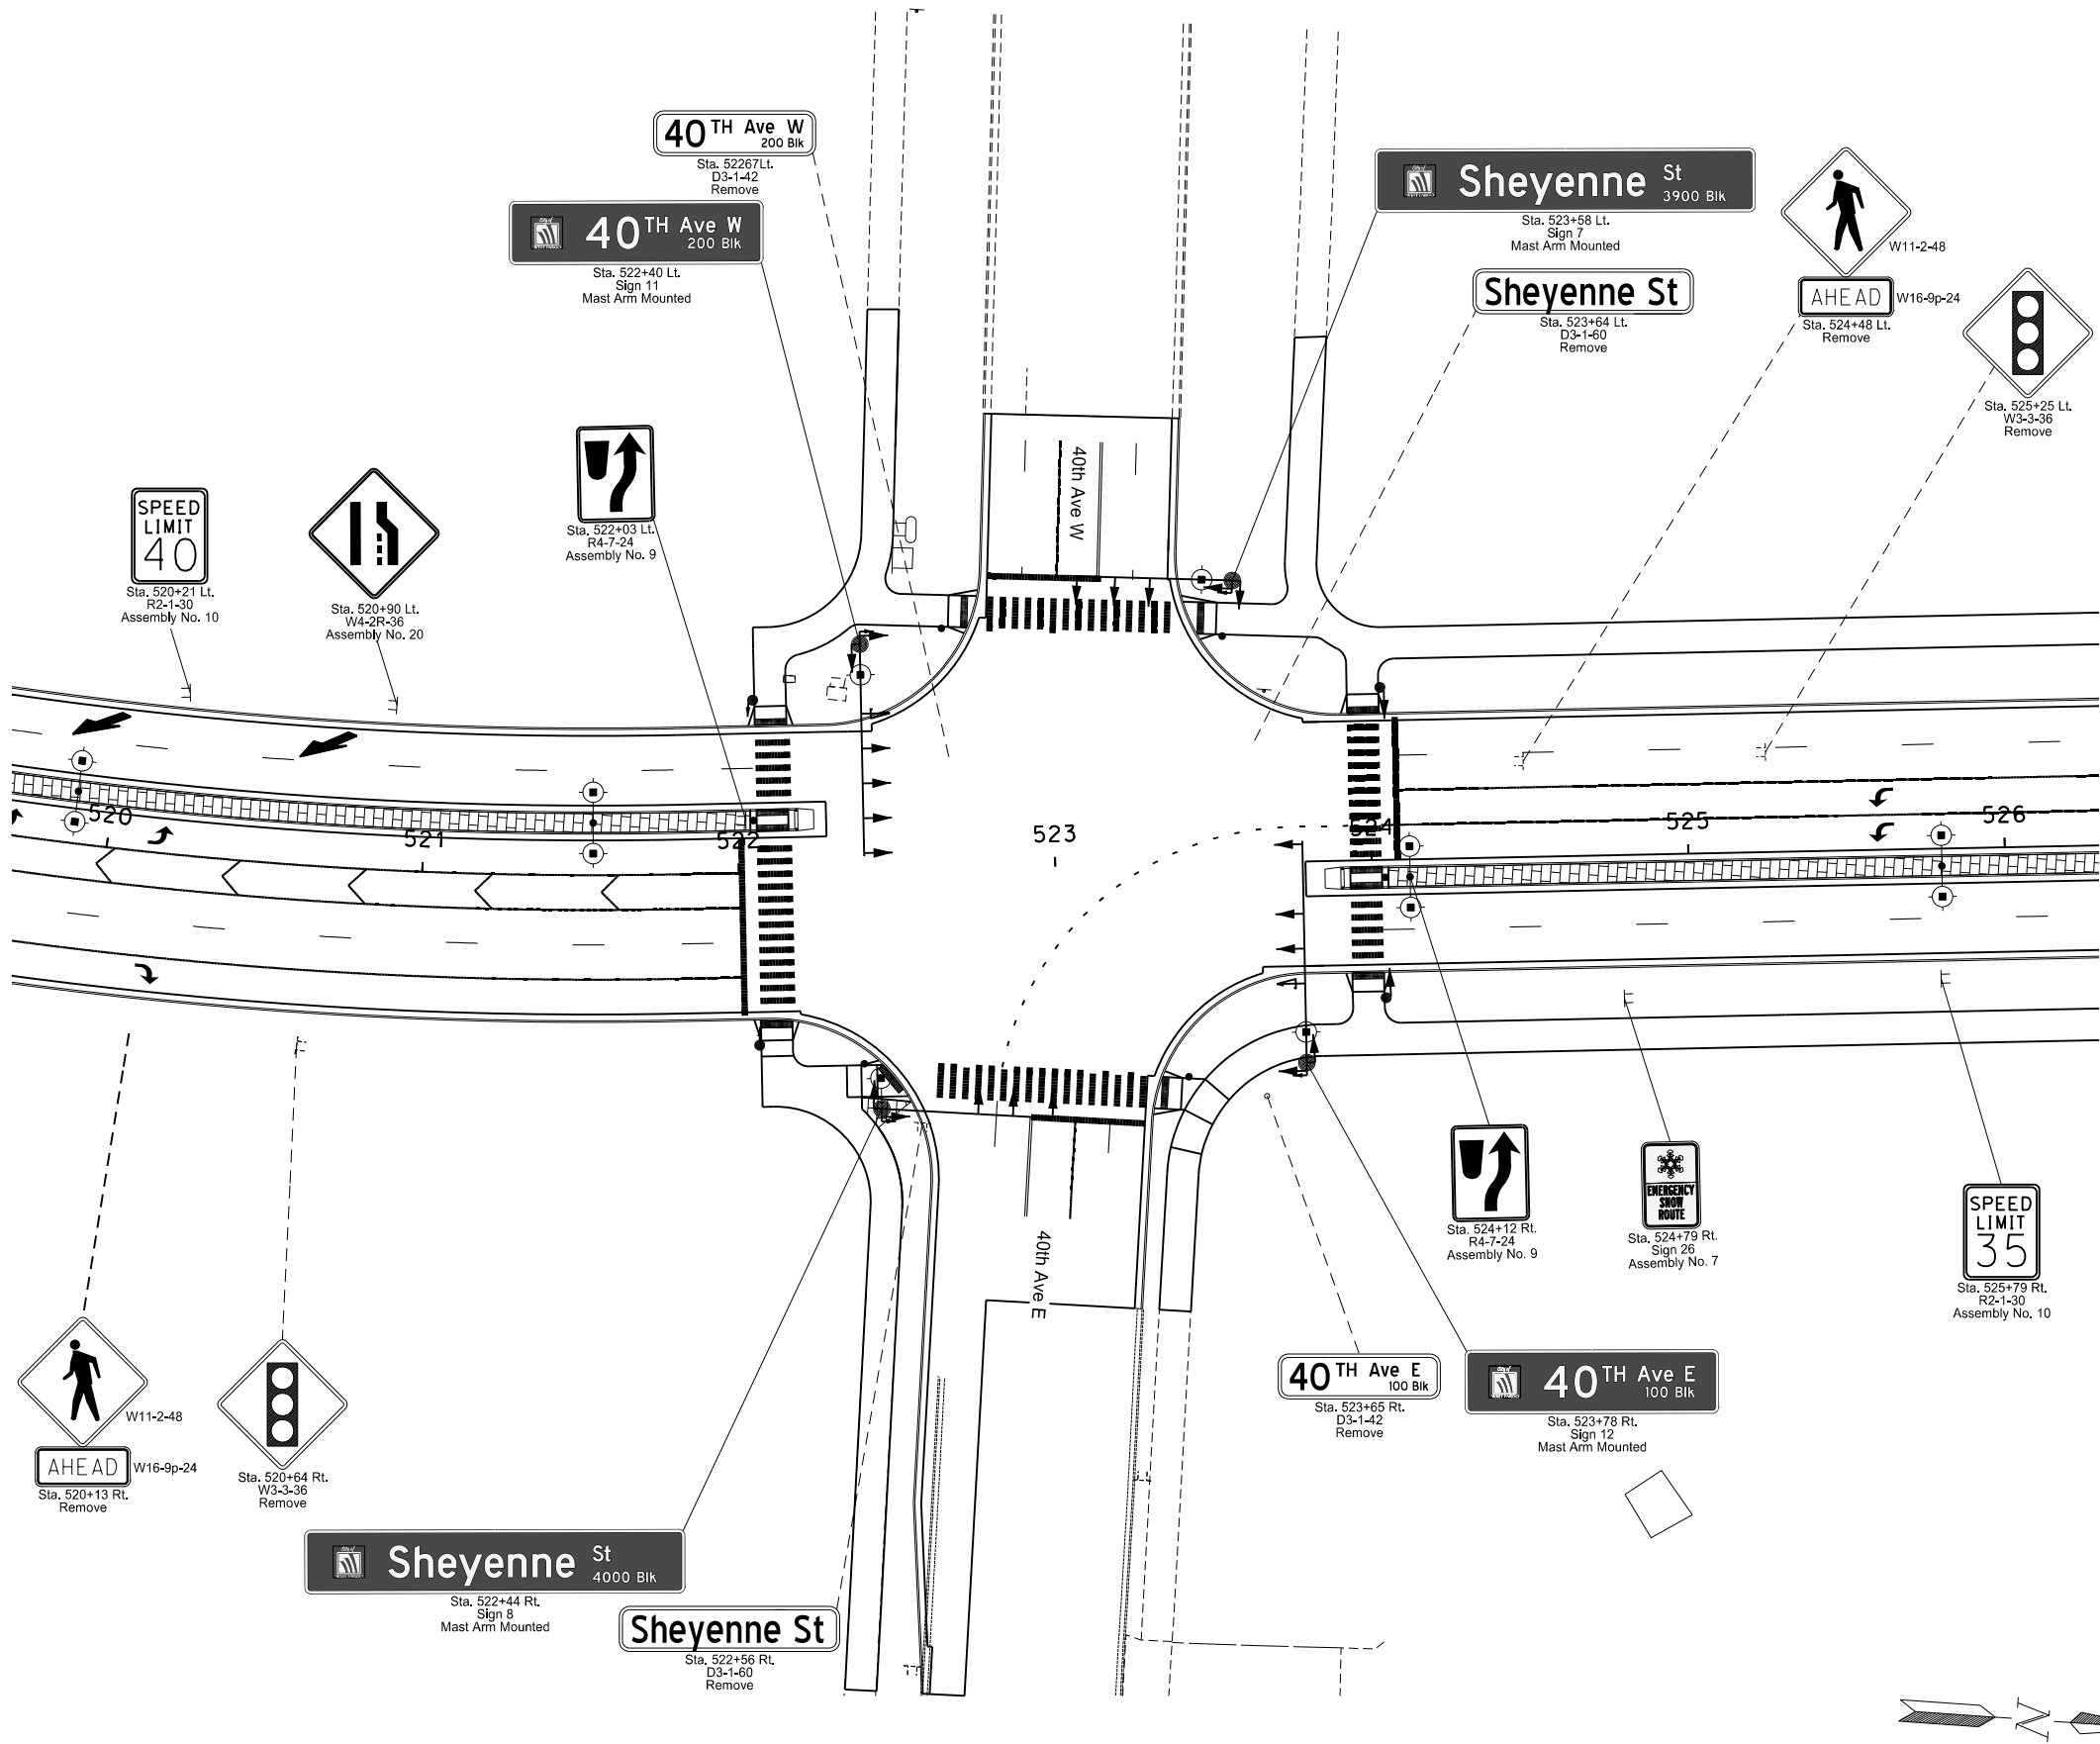 40TH Ave W
200 Blk
Sta. 52267Lt.
D3-1-42
Remove
City of
40TH Ave W
200 Blk
Sta. 522+40 Lt.
Sign 11
Mast Arm Mounted
Sheyenne St
3900 Blk
Sta. 523+58 Lt.
Sign 7
Mast Arm Mounted
Sheyenne St
Sta. 523+64 Lt.
D3-1-60
Remove
W11-2-48
AHEAD
W16-9p-24
Sta. 524+48 Lt.
Remove
Sta. 525+25 Lt.
W3-3-36
Remove
SPEED
LIMIT
40
Sta. 520+21 Lt.
R2-1-30
Assembly No. 10
Sta. 520+90 Lt.
W4-2R-36
Assembly No. 20
Sta. 522+03 Lt.
R4-7-24
Assembly No. 9
40th Ave W
520
521
522
523
524
525
526
40th Ave E
Sta. 524+12 Rt.
R4-7-24
Assembly No. 9
EMERGENCY
SNOW
ROUTE
Sta. 524+79 Rt.
Sign 26
Assembly No. 7
SPEED
LIMIT
35
Sta. 525+79 Rt.
R2-1-30
Assembly No. 10
W11-2-48
AHEAD
W16-9p-24
Sta. 520+13 Rt.
Remove
Sta. 520+64 Rt.
W3-3-36
Remove
40TH Ave E
100 Blk
Sta. 523+65 Rt.
D3-1-42
Remove
City of
40TH Ave E
100 Blk
Sta. 523+78 Rt.
Sign 12
Mast Arm Mounted
City of
Sheyenne St
4000 Blk
Sta. 522+44 Rt.
Sign 8
Mast Arm Mounted
Sheyenne St
Sta. 522+56 Rt.
D3-1-60
Remove
N